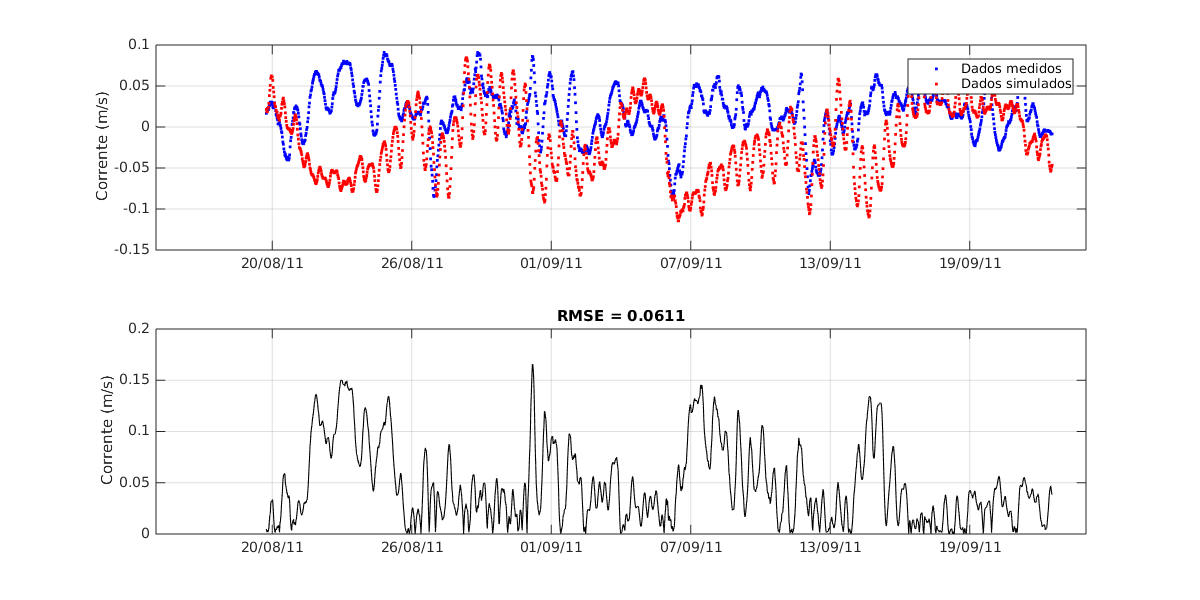 0.1
0.05
0
-0.05
-0.1
-0.15
Corrente (m/s)
Dados medidos
Dados simulados
20/08/11 26/08/11 01/09/11 07/09/11 13/09/11 19/09/11
RMSE = 0.0611
0.2
0.15
0.1
0.05
0
Corrente (m/s)
20/08/11 26/08/11 01/09/11 07/09/11 13/09/11 19/09/11